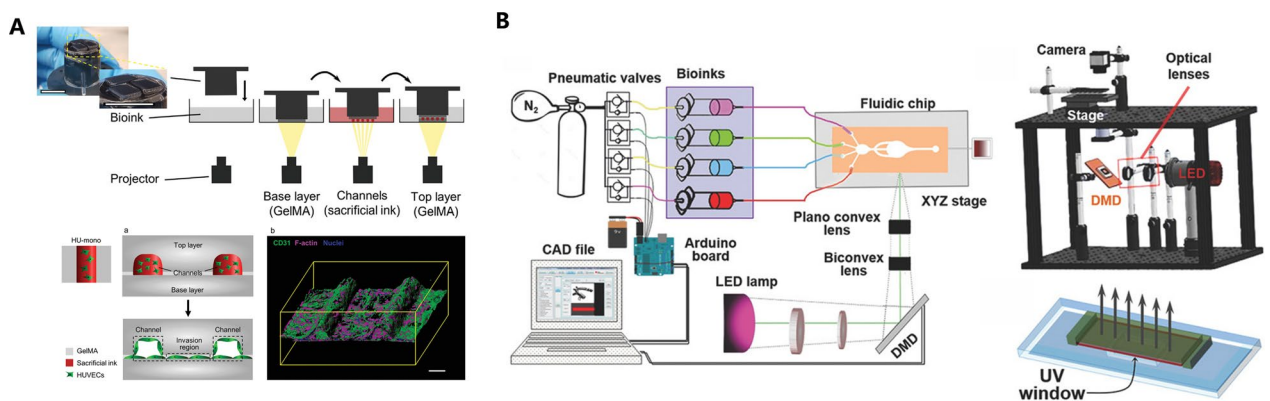 A
Bioink
Projector
Base layer
(GelMA)
Channels
(sacrificial ink)
Top layer
(GelMA)
HU-mono
a
Top layer
Channels
Base layer
Channel
Invasion
region
Channel
GelMA
Sacrificial ink
HUVECs
b
CD31 F-actin Nuclei
B
Pneumatic valves
Bioinks
N2
Fluidic chip
XYZ stage
Plano convex
lens
Biconvex
lens
Arduino
board
CAD file
LED lamp
DMD
Camera
Optical
lenses
Stage
LED
DMD
UV
window